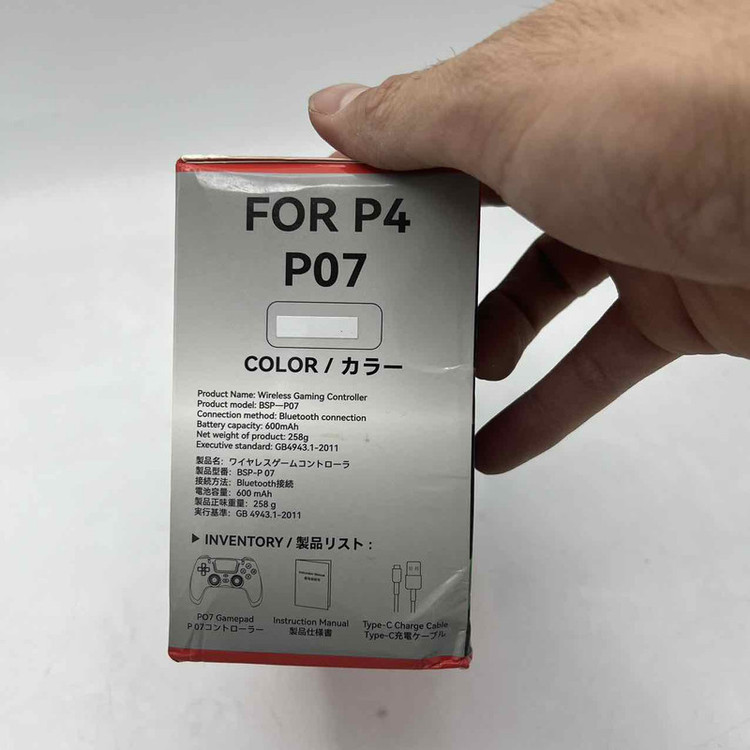 FOR P4
P07
COLOR / カラー
Product Name: Wireless Gaming Controller
Product model: BSP—P07
Connection method: Bluetooth connection
Battery capacity: 600mAh
Net weight of product: 258g
Executive standard: GB4943.1-2011
製品名: ワイヤレスゲームコントローラ
製品型番: BSP-P 07
接続方法: Bluetooth接続
電池容量: 600 mAh
製品正味重量: 258 g
実行基準: GB 4943.1-2011
▶ INVENTORY / 製品リスト :
Instruction Manual
PO7 Gamepad
P 07コントローラー
Instruction Manual
製品仕様書
Type-C Charge Cable
Type-C充電ケーブル